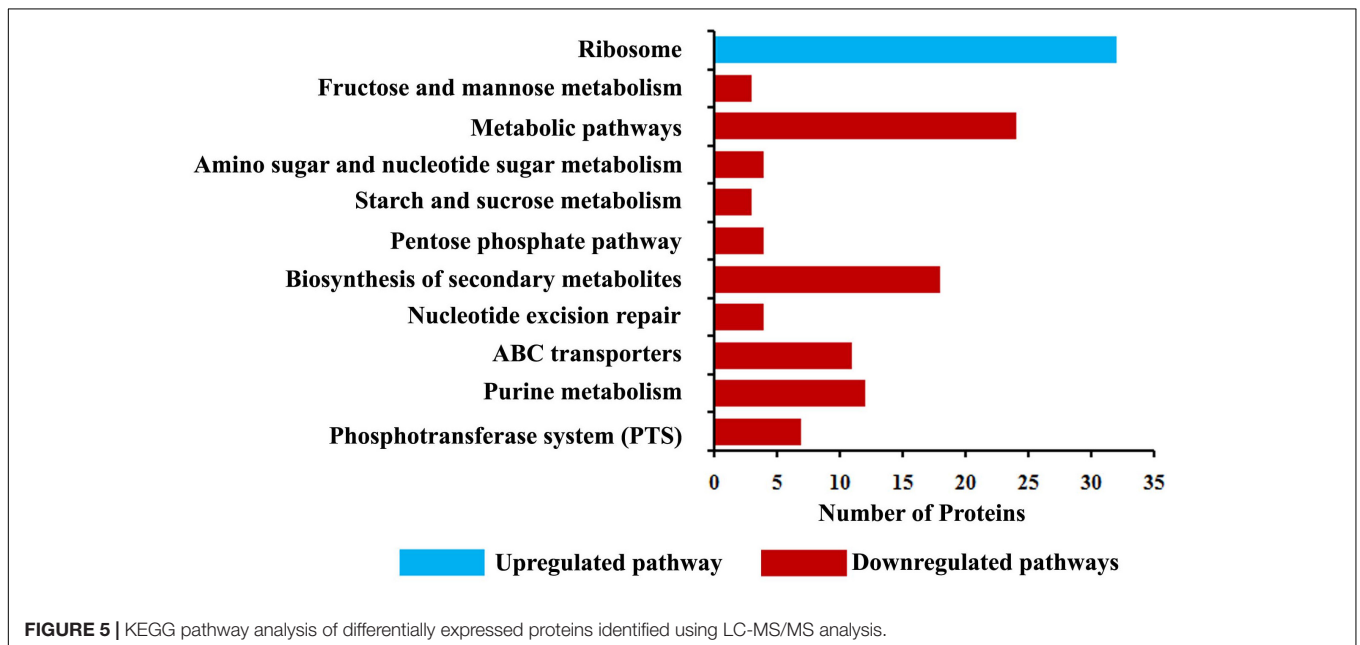 Ribosome
Fructose and mannose metabolism
Metabolic pathways
Amino sugar and nucleotide sugar metabolism
Starch and sucrose metabolism
Pentose phosphate pathway
Biosynthesis of secondary metabolites
Nucleotide excision repair
ABC transporters
Purine metabolism
Phosphotransferase system (PTS)
0 5 10 15 20 25 30 35
Number of Proteins
Upregulated pathway Downregulated pathways
FIGURE 5 | KEGG pathway analysis of differentially expressed proteins identified using LC-MS/MS analysis.